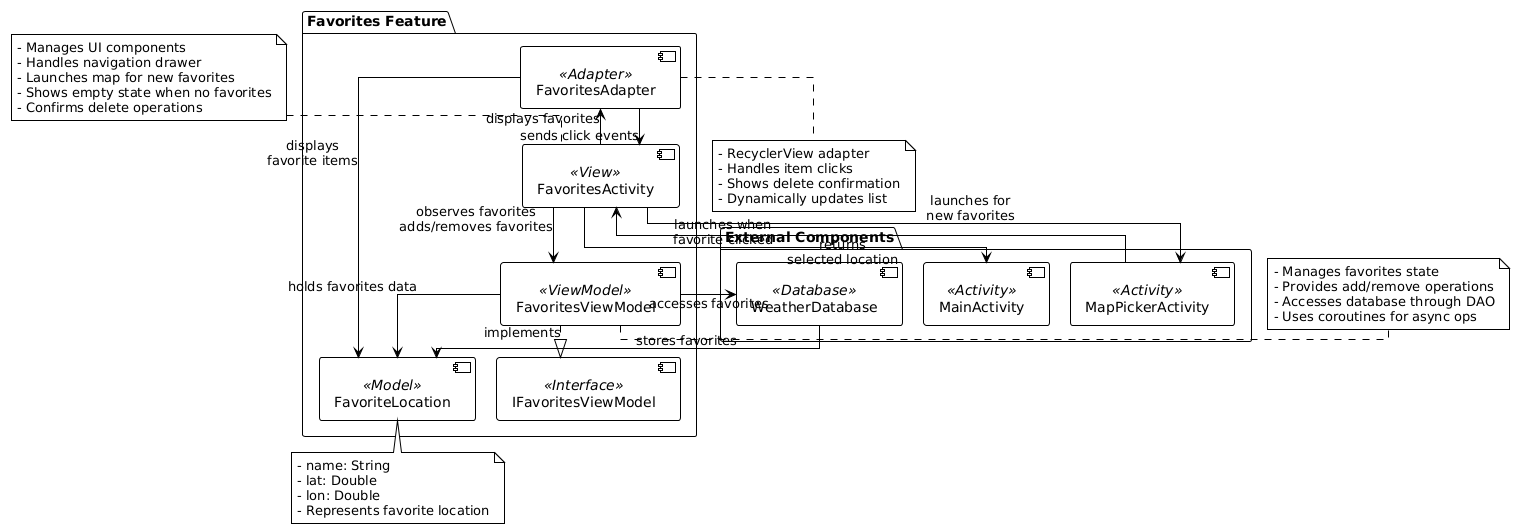 Favorites Feature
- Manages UI components
- Handles navigation drawer
- Launches map for new favorites
- Shows empty state when no favorites
- Confirms delete operations
«Adapter»
FavoritesAdapter
displays favorites
sends click events
displays
favorite items
- RecyclerView adapter
- Handles item clicks
- Shows delete confirmation
- Dynamically updates list
«View»
FavoritesActivity
observes favorites
adds/removes favorites
launches when
favorite clicked
launches for
new favorites
External Components
returns
selected location
«ViewModel»
FavoritesViewModel
holds favorites data
accesses favorites
«Database»
WeatherDatabase
«Activity»
MainActivity
«Activity»
MapPickerActivity
- Manages favorites state
- Provides add/remove operations
- Accesses database through DAO
- Uses coroutines for async ops
implements
stores favorites
«Model»
FavoriteLocation
«Interface»
IFavoritesViewModel
- name: String
- lat: Double
- lon: Double
- Represents favorite location